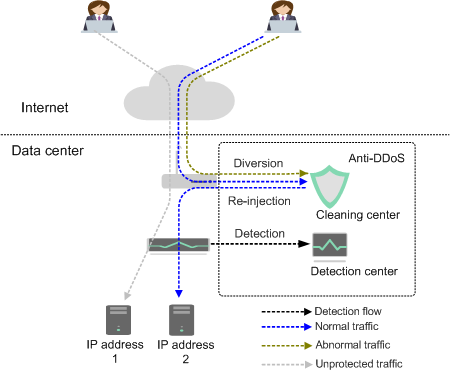 Internet
Data center
Anti-DDoS
Diversion
Re-injection
Cleaning center
Detection
Detection center
IP address
1
IP address
2
Detection flow
Normal traffic
Abnormal traffic
Unprotected traffic